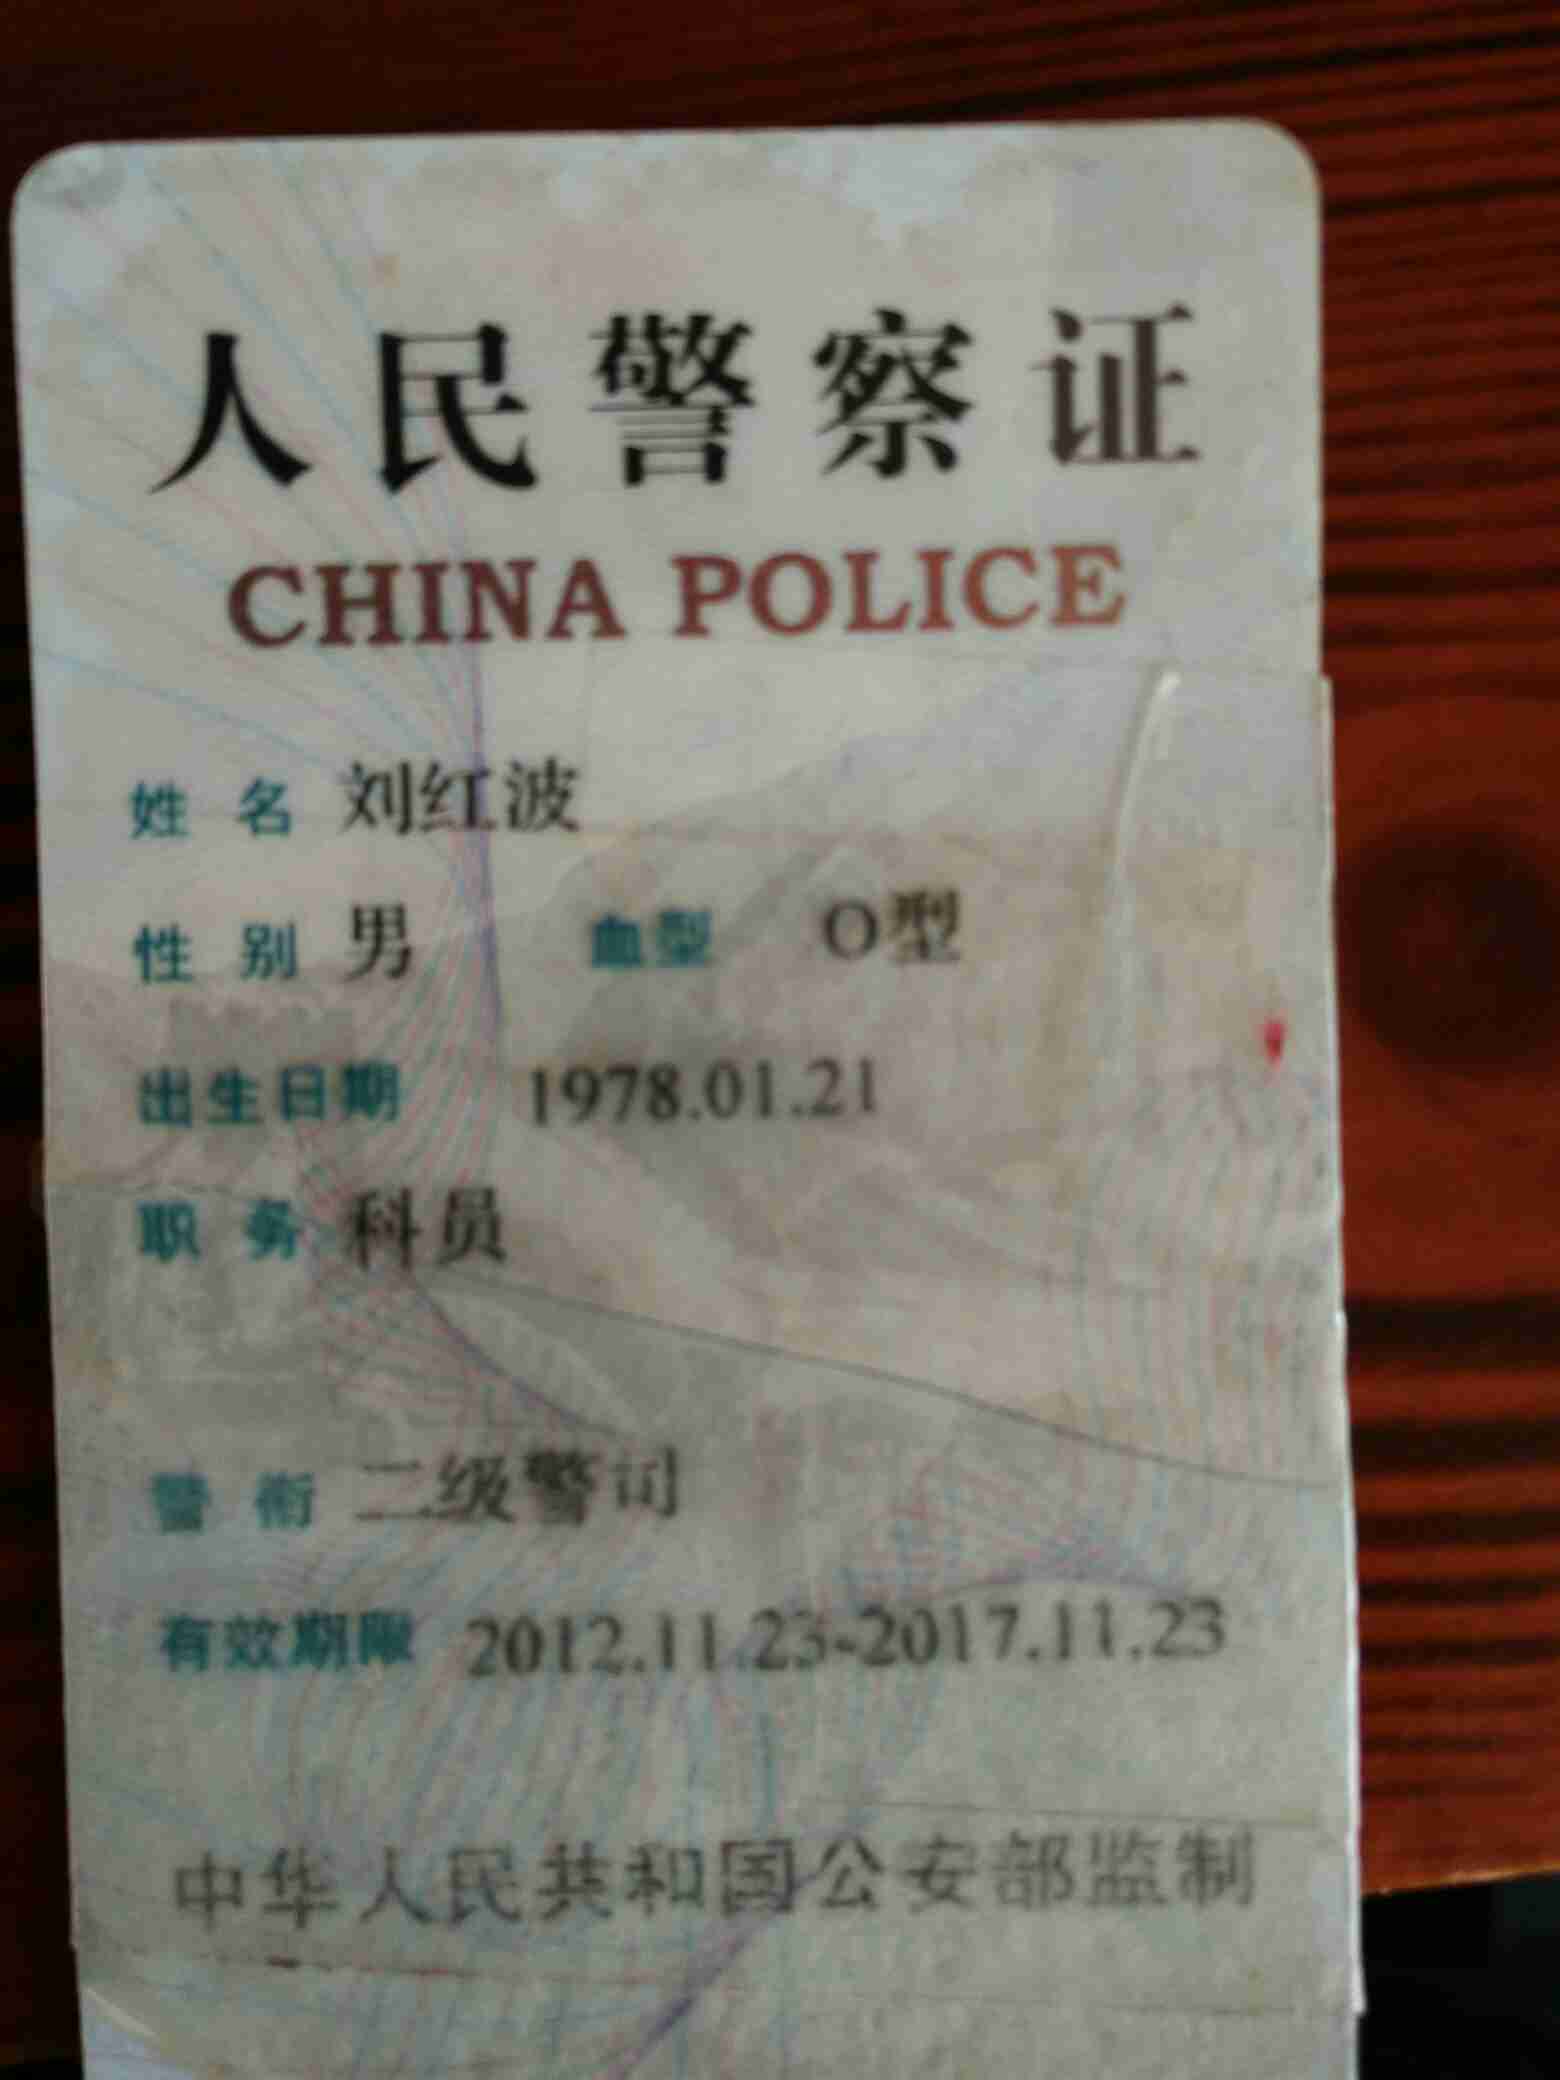 人民警察证
CHINA POLICE
姓 名 刘红波
性 别 男 血型 O型
出生日期 1978.01.21
职 务 科员
警 衔 二级警司
有效期限 2012.11.23-2017.11.23
中华人民共和国公安部监制